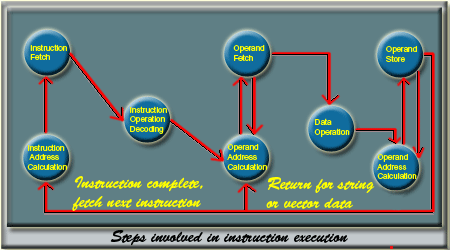 Instruction
Fetch
Operand
Fetch
Operand
Store
Instruction
Operation
Decoding
Data
Operation
Instruction
Address
Calculation
Operand
Address
Calculation
Operand
Address
Calculation
Instruction complete,
fetch next instruction
Return for string
or vector data
Steps involved in instruction execution